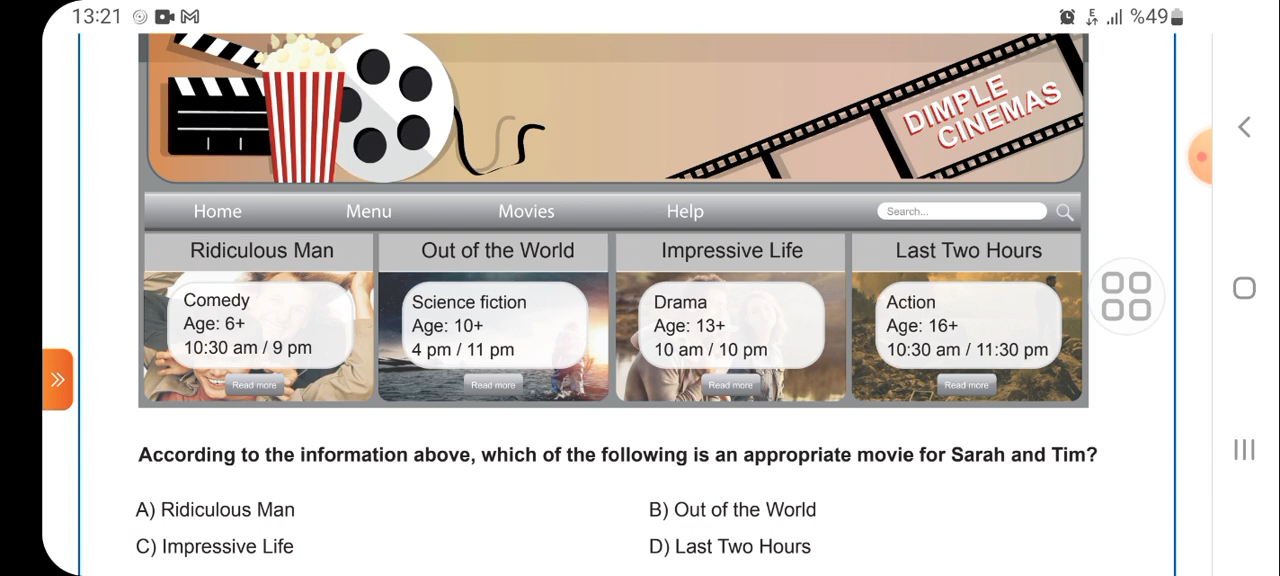 13:21
E
%49
DIMPLE
CINEMAS
Home Menu Movies Help Search...
Ridiculous Man
Comedy
Age: 6+
10:30 am / 9 pm
Read more
Out of the World
Science fiction
Age: 10+
4 pm / 11 pm
Read more
Impressive Life
Drama
Age: 13+
10 am / 10 pm
Read more
Last Two Hours
Action
Age: 16+
10:30 am / 11:30 pm
Read more
According to the information above, which of the following is an appropriate movie for Sarah and Tim?
A) Ridiculous Man
B) Out of the World
C) Impressive Life
D) Last Two Hours